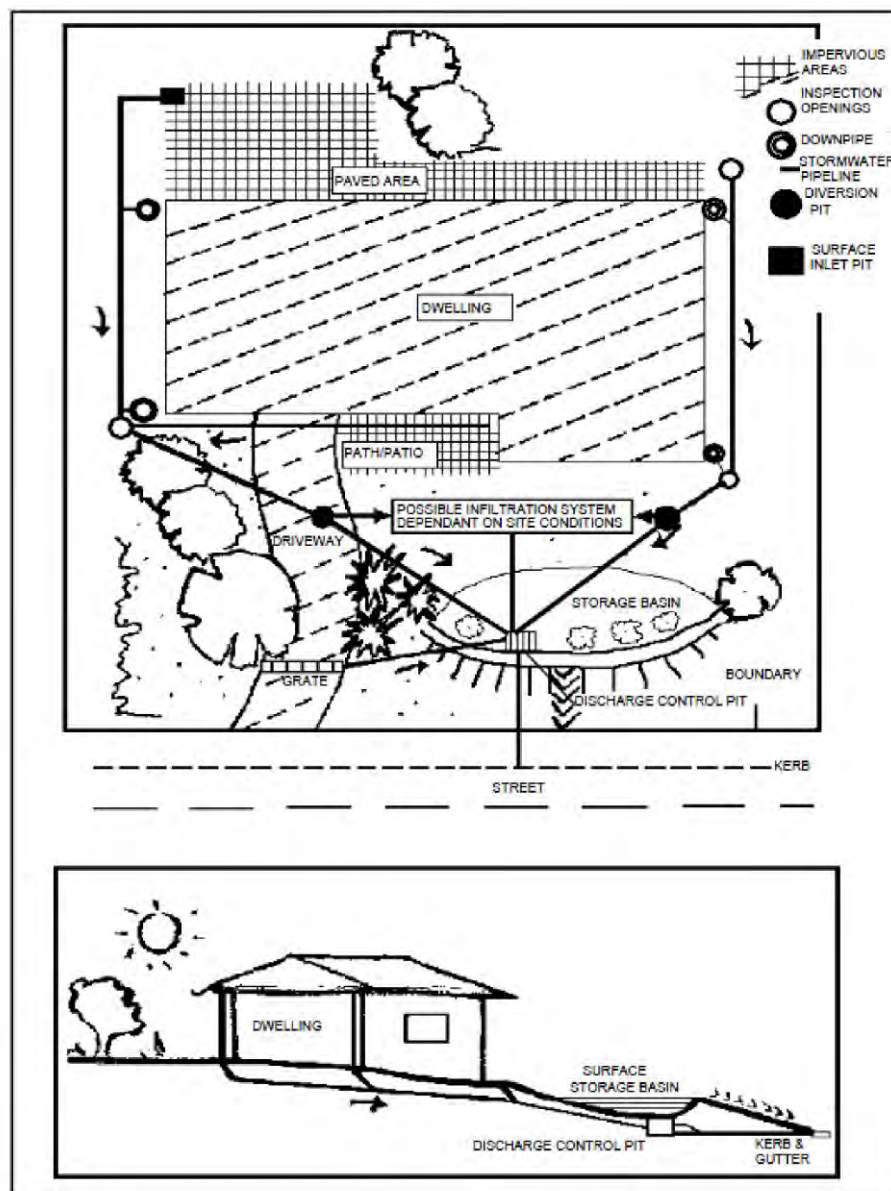 IMPERVIOUS
AREAS
INSPECTION
OPENINGS
DOWNPIPE
STORMWATER
PIPELINE
DIVERSION
PIT
SURFACE
INLET PIT
PAVED AREA
DWELLING
PATH/PATIO
POSSIBLE INFILTRATION SYSTEM
DEPENDANT ON SITE CONDITIONS
DRIVEWAY
STORAGE BASIN
GRATE
BOUNDARY
DISCHARGE CONTROL PIT
KERB
STREET
DWELLING
SURFACE
STORAGE BASIN
DISCHARGE CONTROL PIT
KERB &
GUTTER